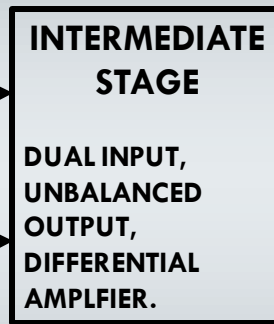 INTERMEDIATE
STAGE
DUAL INPUT,
UNBALANCED
OUTPUT,
DIFFERENTIAL
AMPLFIER.